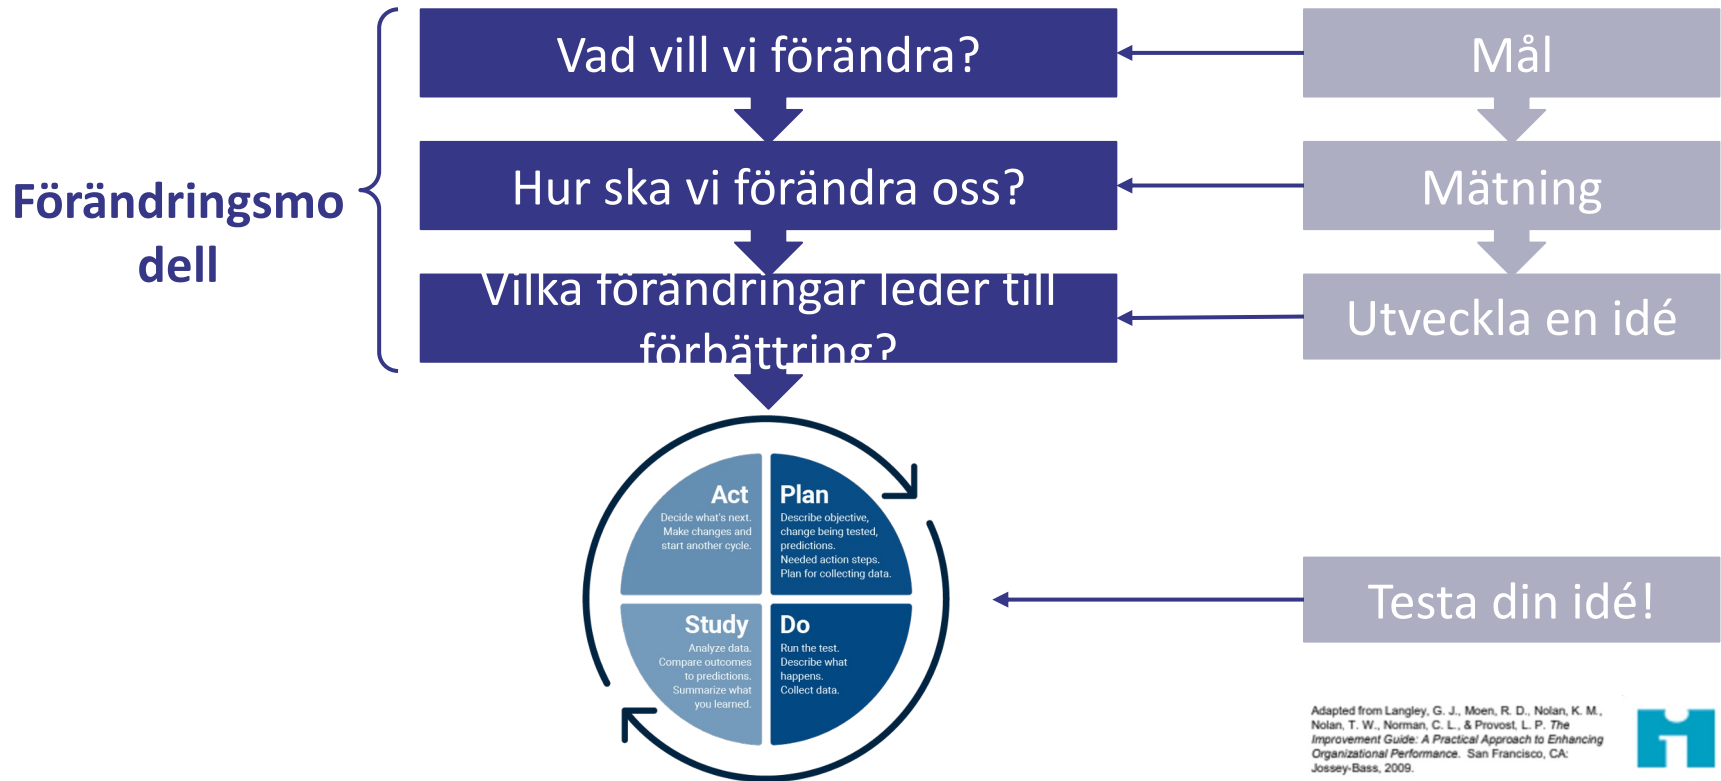 Vad vill vi förändra?
Mål
Hur ska vi förändra oss?
Mätning
Förändringsmo
dell
Vilka förändringar leder till
förbättring?
Utveckla en idé
Act
Decide what's next.
Make changes and
start another cycle.
Plan
Describe objective,
change being tested,
predictions.
Needed action steps.
Plan for collecting data.
Study
Analyze data.
Compare outcomes
to predictions.
Summarize what
you learned.
Do
Run the test.
Describe what
happens.
Collect data.
Testa din idé!
Adapted from Langley, G. J., Moen, R. D., Nolan, K. M.,
Nolan, T. W., Norman, C. L., & Provost, L. P. The
Improvement Guide: A Practical Approach to Enhancing
Organizational Performance. San Francisco, CA:
Jossey-Bass, 2009.